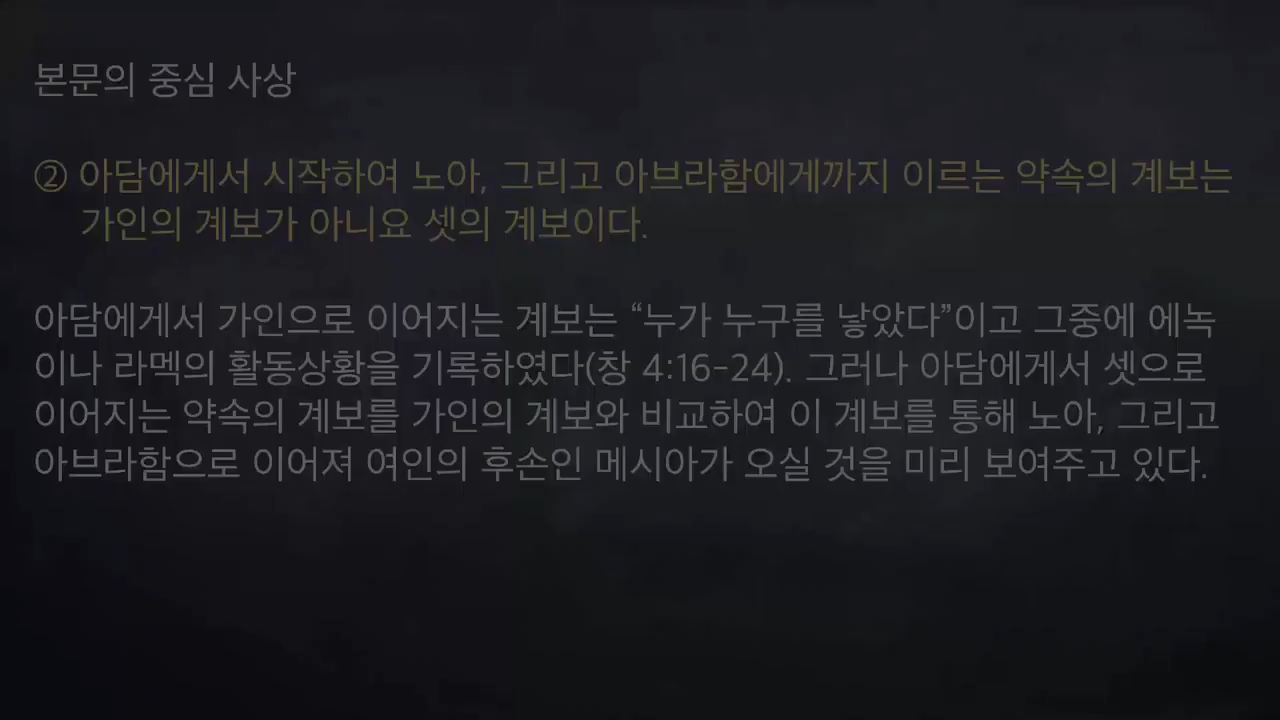 본문의 중심 사상
② 아담에게서 시작하여 노아, 그리고 아브라함에게까지 이르는 약속의 계보는
가인의 계보가 아니요 셋의 계보이다.
아담에게서 가인으로 이어지는 계보는 “누가 누구를 낳았다”이고 그중에 에녹
이나 라멕의 활동상황을 기록하였다(창 4:16-24). 그러나 아담에게서 셋으로
이어지는 약속의 계보를 가인의 계보와 비교하여 이 계보를 통해 노아, 그리고
아브라함으로 이어져 여인의 후손인 메시아가 오실 것을 미리 보여주고 있다.